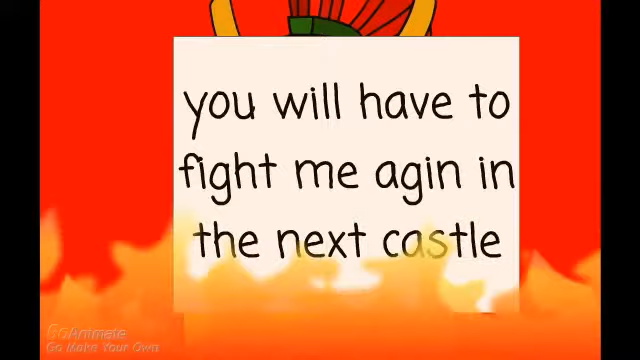 you will have to
fight me agin in
the next castle
GoAnimate
Go Make Your Own